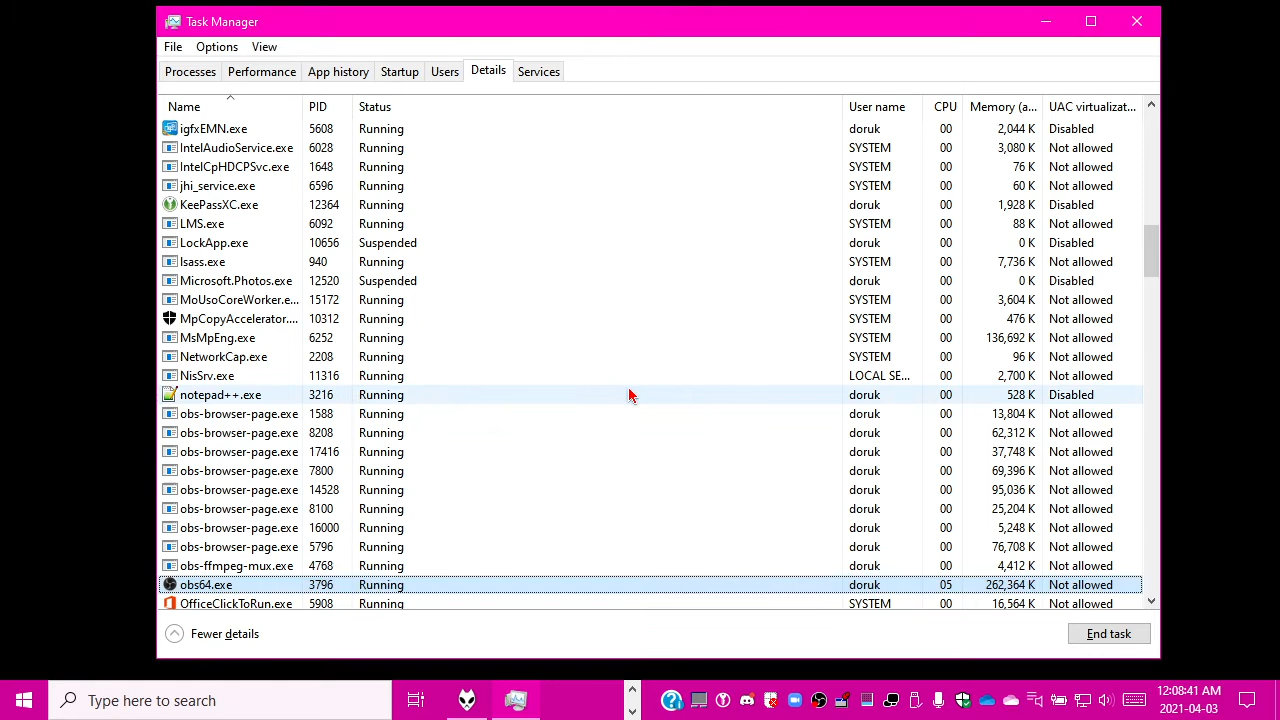 Task Manager
File Options View
Processes Performance App history Startup Users Details Services
Name PID Status User name CPU Memory (a... UAC virtualizat...
igfxEMN.exe 5608 Running doruk 00 2,044 K Disabled
IntelAudioService.exe 6028 Running SYSTEM 00 3,080 K Not allowed
IntelCpHDCPSvc.exe 1648 Running SYSTEM 00 76 K Not allowed
jhi_service.exe 6596 Running SYSTEM 00 60 K Not allowed
KeePassXC.exe 12364 Running doruk 00 1,928 K Disabled
LMS.exe 6092 Running SYSTEM 00 88 K Not allowed
LockApp.exe 10656 Suspended doruk 00 0 K Disabled
lsass.exe 940 Running SYSTEM 00 7,736 K Not allowed
Microsoft.Photos.exe 12520 Suspended doruk 00 0 K Disabled
MoUsoCoreWorker.e... 15172 Running SYSTEM 00 3,604 K Not allowed
MpCopyAccelerator.... 10312 Running SYSTEM 00 476 K Not allowed
MsMpEng.exe 6252 Running SYSTEM 00 136,692 K Not allowed
NetworkCap.exe 2208 Running SYSTEM 00 96 K Not allowed
NisSrv.exe 11316 Running LOCAL SE... 00 2,700 K Not allowed
notepad++.exe 3216 Running doruk 00 528 K Disabled
obs-browser-page.exe 1588 Running doruk 00 13,804 K Not allowed
obs-browser-page.exe 8208 Running doruk 00 62,312 K Not allowed
obs-browser-page.exe 17416 Running doruk 00 37,748 K Not allowed
obs-browser-page.exe 7800 Running doruk 00 69,396 K Not allowed
obs-browser-page.exe 14528 Running doruk 00 95,036 K Not allowed
obs-browser-page.exe 8100 Running doruk 00 25,204 K Not allowed
obs-browser-page.exe 16000 Running doruk 00 5,248 K Not allowed
obs-browser-page.exe 5796 Running doruk 00 76,708 K Not allowed
obs-ffmpeg-mux.exe 4768 Running doruk 00 4,412 K Not allowed
obs64.exe 3796 Running doruk 05 262,364 K Not allowed
OfficeClickToRun.exe 5908 Running SYSTEM 00 16,564 K Not allowed
Fewer details End task
Type here to search 12:08:41 AM
2021-04-03